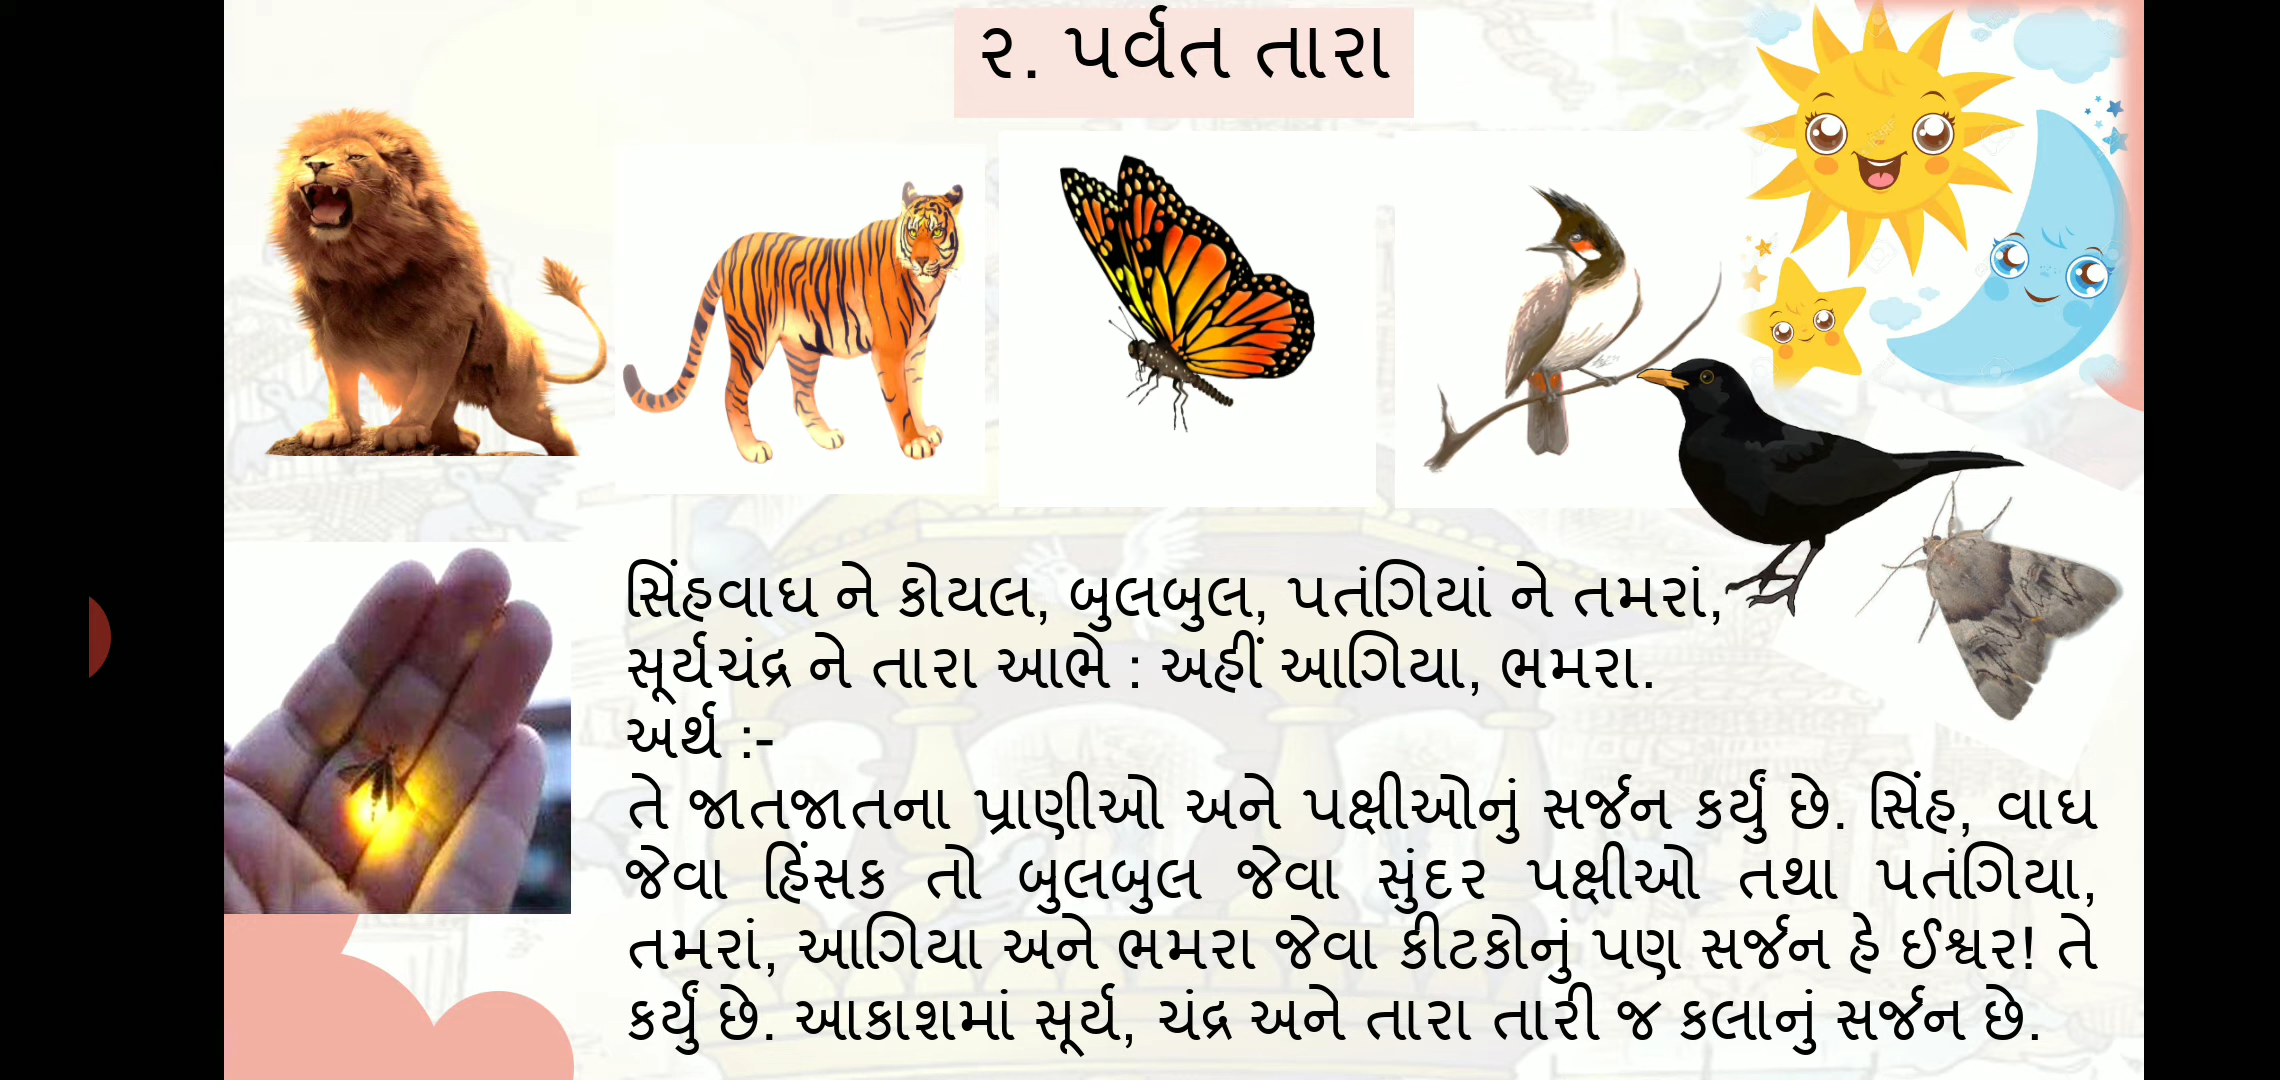 ૨. પર્વત તારા
સિંહવાઘ ને કોયલ, બુલબુલ, પતંગિયાં ને તમરાં,
સૂર્યચંદ્ર ને તારા આભે : અહીં આગિયા, ભમરા.
અર્થ :-
તે જાતજાતના પ્રાણીઓ અને પક્ષીઓનું સર્જન કર્યું છે. સિંહ, વાઘ
જેવા હિંસક તો બુલબુલ જેવા સુંદર પક્ષીઓ તથા પતંગિયા,
તમરાં, આગિયા અને ભમરા જેવા કીટકોનું પણ સર્જન હે ઈશ્વર! તે
કર્યું છે. આકાશમાં સૂર્ય, ચંદ્ર અને તારા તારી જ કલાનું સર્જન છે.